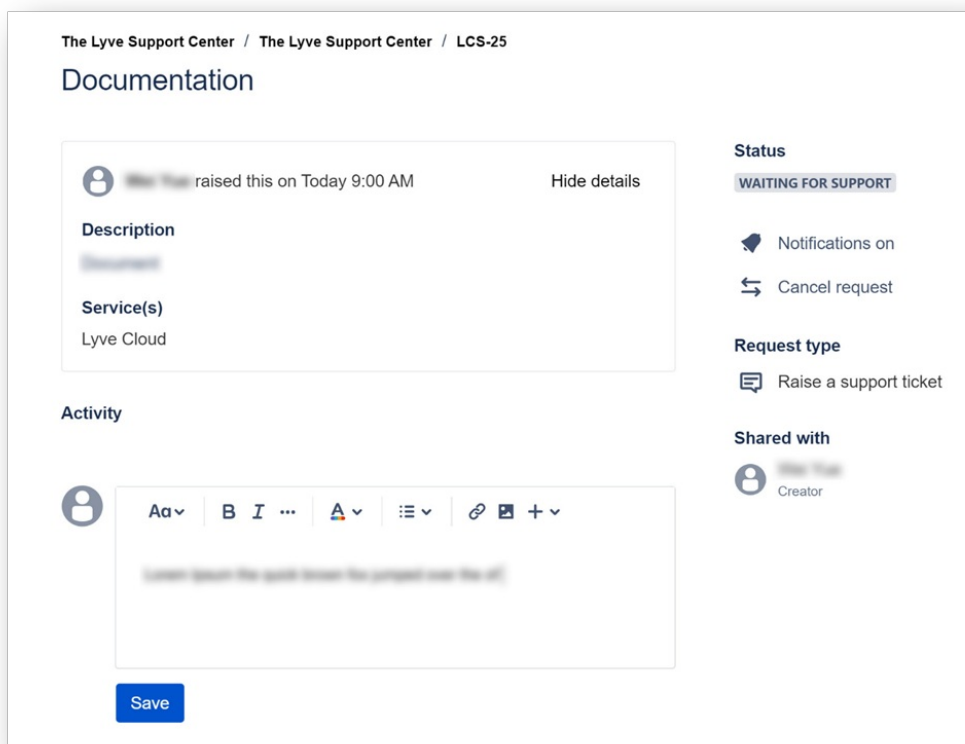 The Lyve Support Center / The Lyve Support Center / LCS-25
Documentation
raised this on Today 9:00 AM
Hide details
Description
Service(s)
Lyve Cloud
Activity
Aa
B I ... A
Save
Status
WAITING FOR SUPPORT
Notifications on
Cancel request
Request type
Raise a support ticket
Shared with
Creator